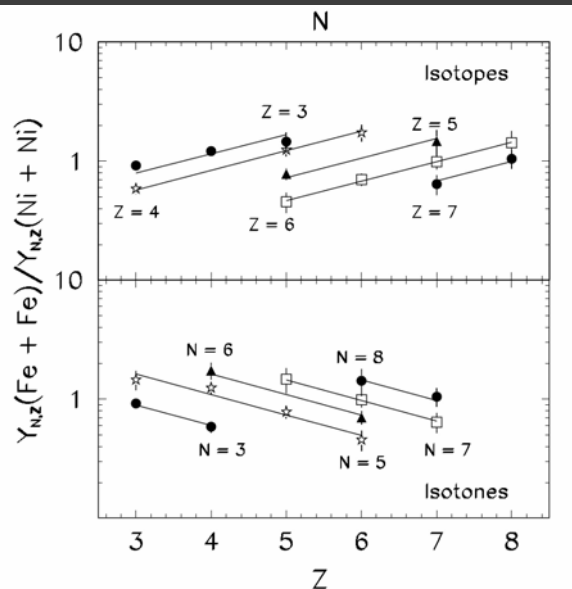 N
10
Isotopes
Z = 3
Z = 5
1
Z = 4
Z = 6
Z = 7
10
N = 6
N = 8
1
N = 3
N = 5
N = 7
Isotones
3 4 5 6 7 8
Z
Y_{N,Z}(Fe + Fe)/Y_{N,Z}(Ni + Ni)